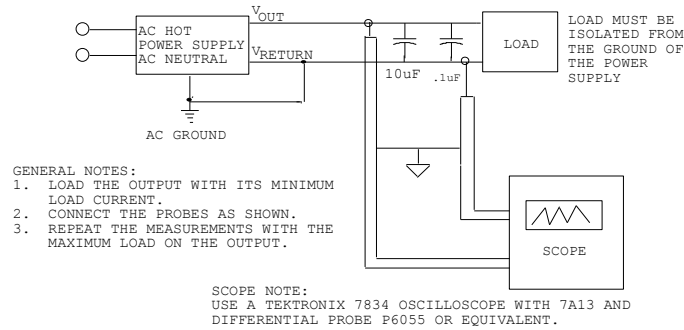 V OUT
AC HOT
POWER SUPPLY
AC NEUTRAL
V RETURN
10uF
.1uF
LOAD
LOAD MUST BE
ISOLATED FROM
THE GROUND OF
THE POWER
SUPPLY
AC GROUND
GENERAL NOTES:
1. LOAD THE OUTPUT WITH ITS MINIMUM
LOAD CURRENT.
2. CONNECT THE PROBES AS SHOWN.
3. REPEAT THE MEASUREMENTS WITH THE
MAXIMUM LOAD ON THE OUTPUT.
SCOPE
SCOPE NOTE:
USE A TEKTRONIX 7834 OSCILLOSCOPE WITH 7A13 AND
DIFFERENTIAL PROBE P6055 OR EQUIVALENT.